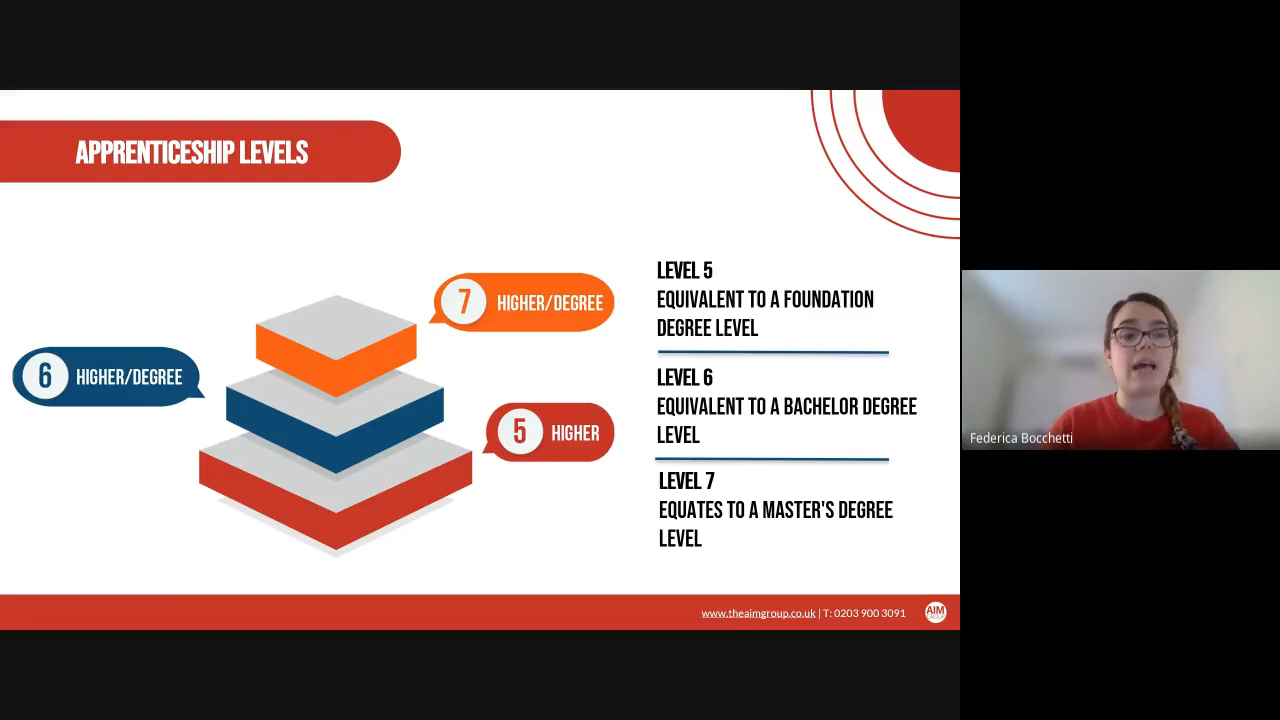 APPRENTICESHIP LEVELS
7 HIGHER/DEGREE
6 HIGHER/DEGREE
5 HIGHER
LEVEL 5
EQUIVALENT TO A FOUNDATION
DEGREE LEVEL
LEVEL 6
EQUIVALENT TO A BACHELOR DEGREE
LEVEL
LEVEL 7
EQUATES TO A MASTER'S DEGREE
LEVEL
Federica Bocchetti
www.theaimgroup.co.uk | T: 0203 900 3091
AIM
GROUP